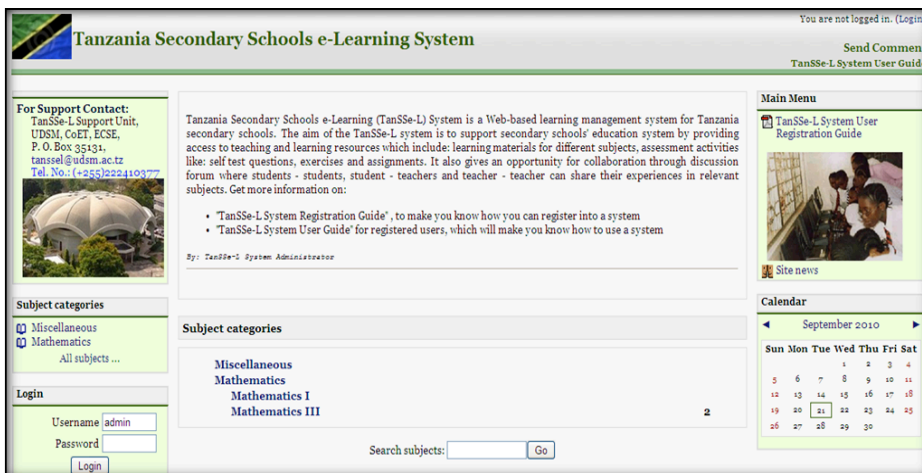 You are not logged in. (Login
Tanzania Secondary Schools e-Learning System
Send Commen
TanSSe-L System User Guid
For Support Contact:
TanSSe-L Support Unit,
UDSM, CoET, ECSE,
P. O. Box 35131,
tanssel@udsm.ac.tz
Tel. No.: (+255)222410377
Subject categories
Miscellaneous
Mathematics
All subjects ...
Login
Username admin
Password
Login
Tanzania Secondary Schools e-Learning (TanSSe-L) System is a Web-based learning management system for Tanzania
secondary schools. The aim of the TanSSe-L system is to support secondary schools' education system by providing
access to teaching and learning resources which include: learning materials for different subjects, assessment activities
like: self test questions, exercises and assignments. It also gives an opportunity for collaboration through discussion
forum where students - students, student - teachers and teacher - teacher can share their experiences in relevant
subjects. Get more information on:
• "TanSSe-L System Registration Guide" , to make you know how you can register into a system
• "TanSSe-L System User Guide" for registered users, which will make you know how to use a system
By: TanSSe-L System Administrator
Subject categories
Miscellaneous
Mathematics
Mathematics I
Mathematics III 2
Search subjects: Go
Main Menu
TanSSe-L System User
Registration Guide
Site news
Calendar
◄ September 2010 ►
Sun Mon Tue Wed Thu Fri Sat
1 2 3 4
5 6 7 8 9 10 11
12 13 14 15 16 17 18
19 20 21 22 23 24 25
26 27 28 29 30